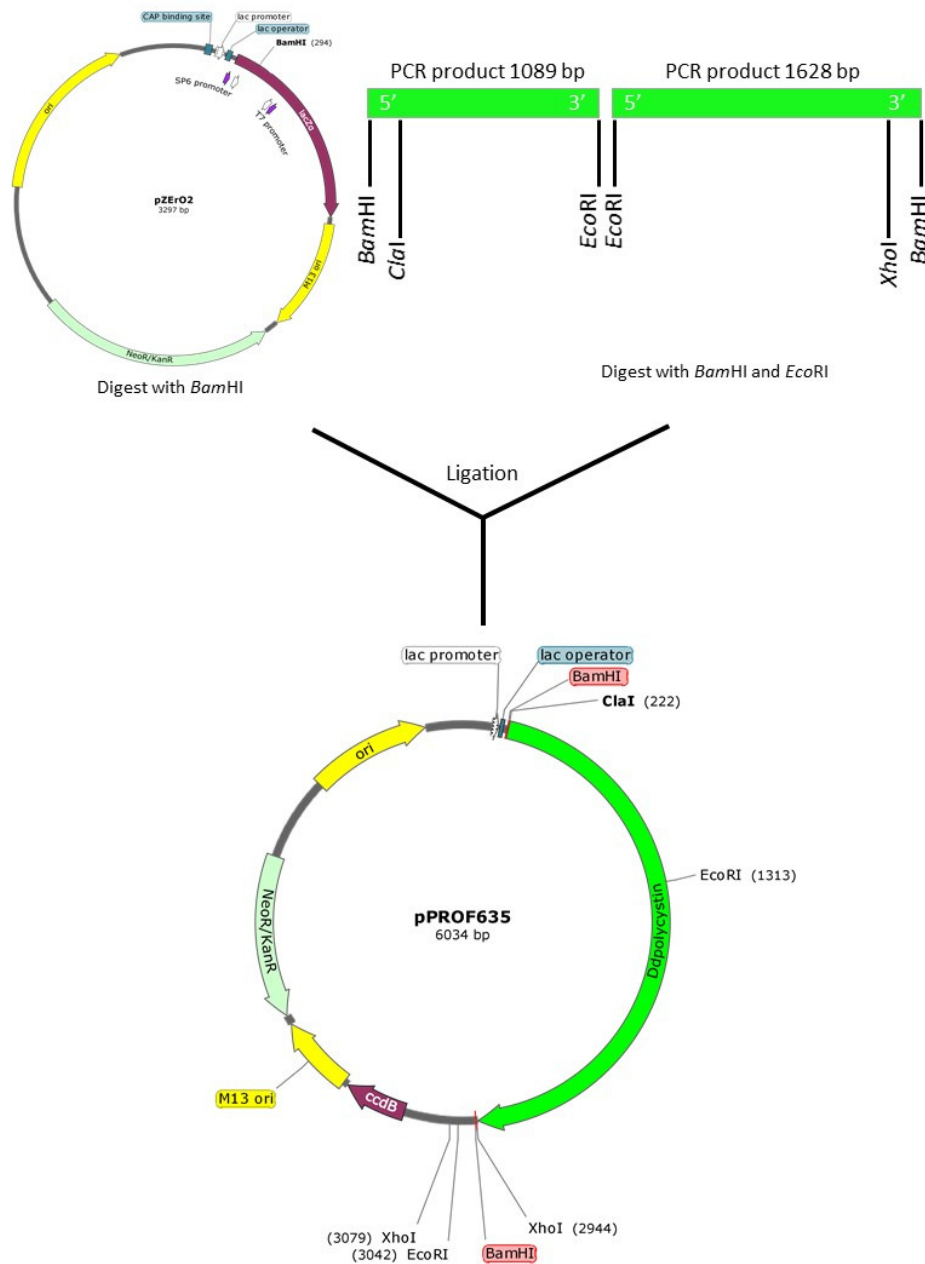 CAP binding site
lac promoter
lac operator
BamHI (294)
SP6 promoter
T7 promoter
lacZα
ori
pZErO2
3297 bp
M13 ori
NeoR/KanR
Digest with BamHI
PCR product 1089 bp
5’ 3’
PCR product 1628 bp
5’ 3’
BamHI
ClaI
EcoRI
EcoRI
XhoI
BamHI
Digest with BamHI and EcoRI
Ligation
lac promoter
lac operator
BamHI
ClaI (222)
ori
EcoRI (1313)
NeoR/KanR
pPROF635
6034 bp
Ddpolycystin
M13 ori
ccdB
XhoI (2944)
(3079) XhoI
(3042) EcoRI
BamHI